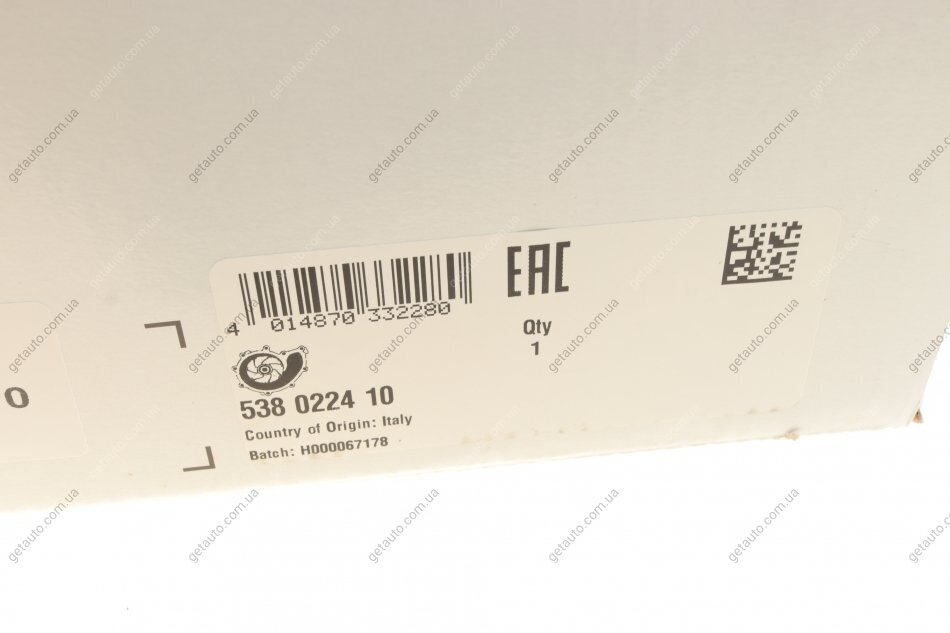 EAC
4 014870 332280
Qty
1
538 0224 10
Country of Origin: Italy
Batch: H000067178
0
getauto.com.ua